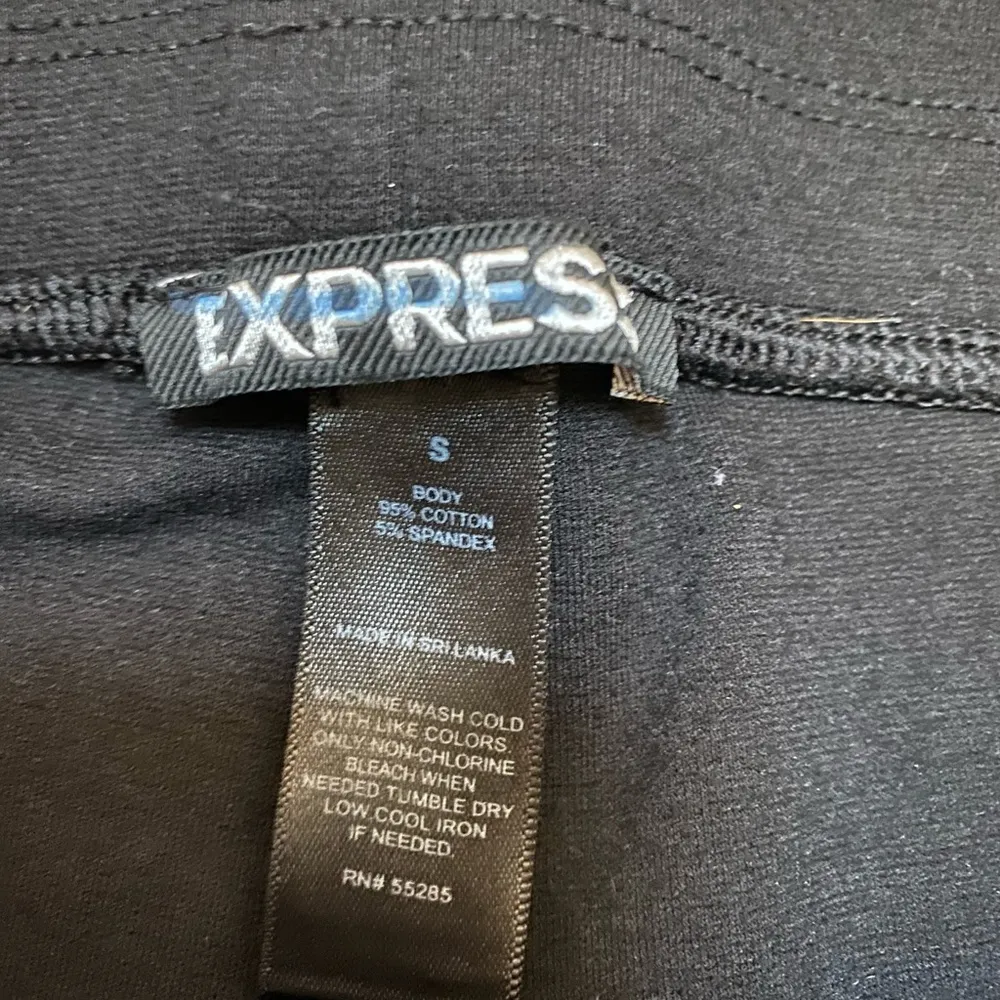 EXPRESS
S
BODY
95% COTTON
5% SPANDEX
MADE IN SRI LANKA
MACHINE WASH COLD
WITH LIKE COLORS.
ONLY NON-CHLORINE
BLEACH WHEN
NEEDED TUMBLE DRY
LOW. COOL IRON
IF NEEDED.
RN# 55285